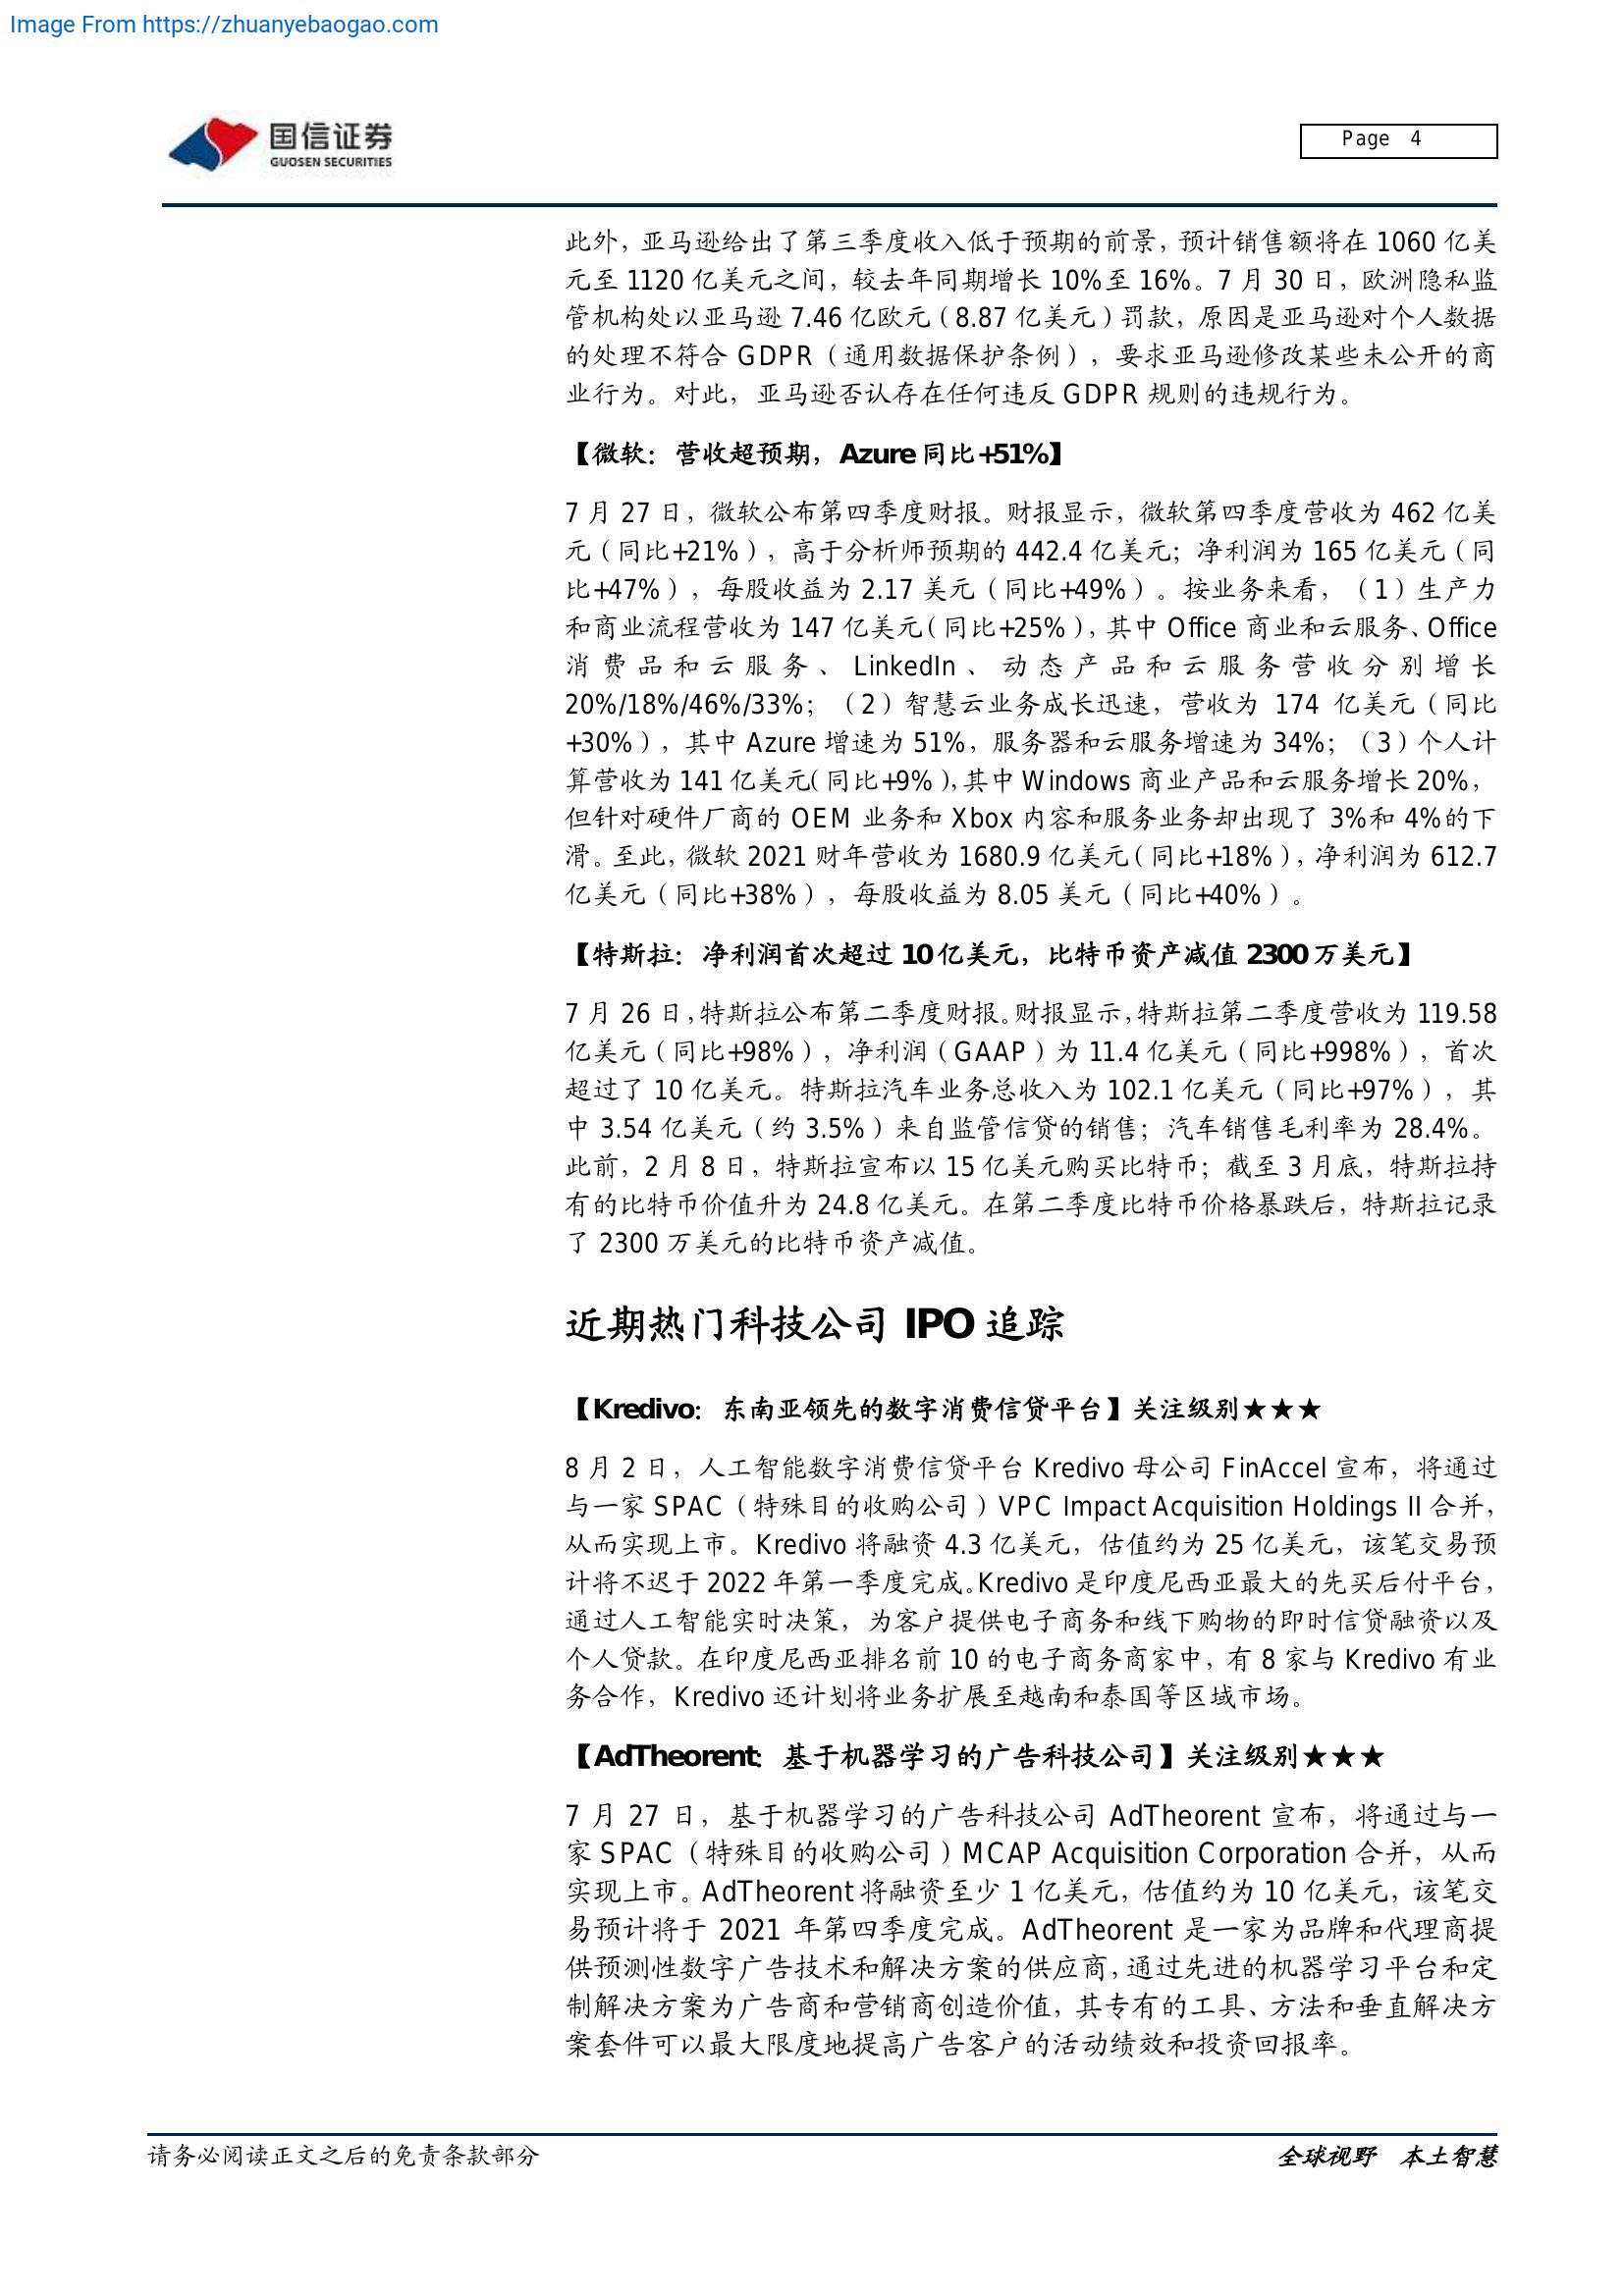 Image From https://zhuanyebaogao.com
国信证券
GUOSEN SECURITIES
Page 4
此外，亚马逊给出了第三季度收入低于预期的前景，预计销售额将在 1060 亿美
元至 1120 亿美元之间，较去年同期增长 10%至 16%。7 月 30 日，欧洲隐私监
管机构处以亚马逊 7.46 亿欧元（8.87 亿美元）罚款，原因是亚马逊对个人数据
的处理不符合 GDPR（通用数据保护条例），要求亚马逊修改某些未公开的商
业行为。对此，亚马逊否认存在任何违反 GDPR 规则的违规行为。
【微软：营收超预期，Azure 同比+51%】
7 月 27 日，微软公布第四季度财报。财报显示，微软第四季度营收为 462 亿美
元（同比+21%），高于分析师预期的 442.4 亿美元；净利润为 165 亿美元（同
比+47%），每股收益为 2.17 美元（同比+49%）。按业务来看，（1）生产力
和商业流程营收为 147 亿美元（同比+25%），其中 Office 商业和云服务、Office
消费品和云服务、LinkedIn、动态产品和云服务营收分别增长
20%/18%/46%/33%；（2）智慧云业务成长迅速，营收为 174 亿美元（同比
+30%），其中 Azure 增速为 51%，服务器和云服务增速为 34%；（3）个人计
算营收为 141 亿美元（同比+9%），其中 Windows 商业产品和云服务增长 20%，
但针对硬件厂商的 OEM 业务和 Xbox 内容和服务业务却出现了 3%和 4%的下
滑。至此，微软 2021 财年营收为 1680.9 亿美元（同比+18%），净利润为 612.7
亿美元（同比+38%），每股收益为 8.05 美元（同比+40%）。
【特斯拉：净利润首次超过 10 亿美元，比特币资产减值 2300 万美元】
7 月 26 日，特斯拉公布第二季度财报。财报显示，特斯拉第二季度营收为 119.58
亿美元（同比+98%），净利润（GAAP）为 11.4 亿美元（同比+998%），首次
超过了 10 亿美元。特斯拉汽车业务总收入为 102.1 亿美元（同比+97%），其
中 3.54 亿美元（约 3.5%）来自监管信贷的销售；汽车销售毛利率为 28.4%。
此前，2 月 8 日，特斯拉宣布以 15 亿美元购买比特币；截至 3 月底，特斯拉持
有的比特币价值升为 24.8 亿美元。在第二季度比特币价格暴跌后，特斯拉记录
了 2300 万美元的比特币资产减值。
近期热门科技公司 IPO 追踪
【Kredivo：东南亚领先的数字消费信贷平台】关注级别★★★
8 月 2 日，人工智能数字消费信贷平台 Kredivo 母公司 FinAccel 宣布，将通过
与一家 SPAC（特殊目的收购公司）VPC Impact Acquisition Holdings II 合并，
从而实现上市。Kredivo 将融资 4.3 亿美元，估值约为 25 亿美元，该笔交易预
计将不迟于 2022 年第一季度完成。Kredivo 是印度尼西亚最大的先买后付平台，
通过人工智能实时决策，为客户提供电子商务和线下购物的即时信贷融资以及
个人贷款。在印度尼西亚排名前 10 的电子商务商家中，有 8 家与 Kredivo 有业
务合作，Kredivo 还计划将业务扩展至越南和泰国等区域市场。
【AdTheorent：基于机器学习的广告科技公司】关注级别★★★
7 月 27 日，基于机器学习的广告科技公司 AdTheorent 宣布，将通过与一
家 SPAC（特殊目的收购公司）MCAP Acquisition Corporation 合并，从而
实现上市。AdTheorent 将融资至少 1 亿美元，估值约为 10 亿美元，该笔交
易预计将于 2021 年第四季度完成。AdTheorent 是一家为品牌和代理商提
供预测性数字广告技术和解决方案的供应商，通过先进的机器学习平台和定
制解决方案为广告商和营销商创造价值，其专有的工具、方法和垂直解决方
案套件可以最大限度地提高广告客户的活动绩效和投资回报率。
请务必阅读正文之后的免责条款部分
全球视野 本土智慧